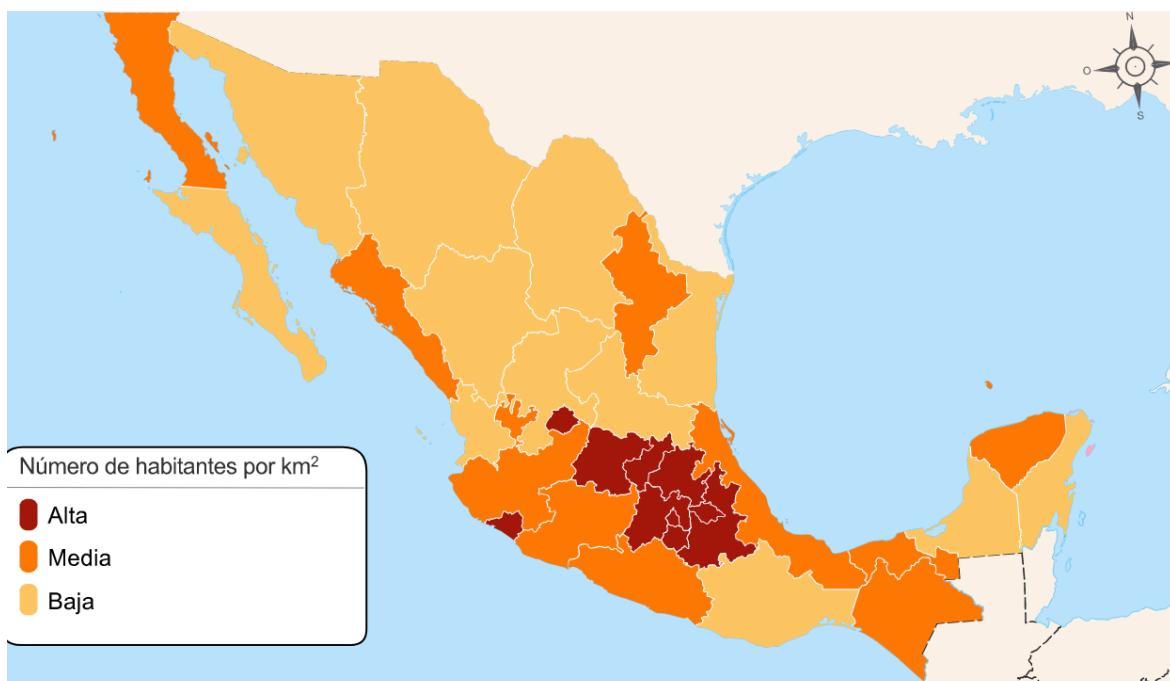 N
O
S
Número de habitantes por km²
Alta
Media
Baja